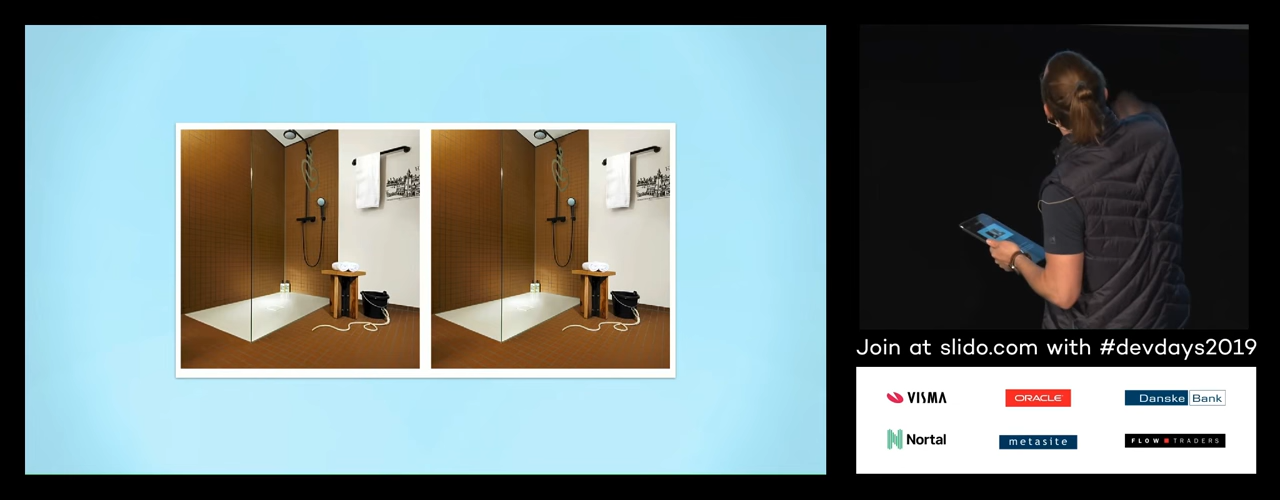 Join at slido.com with #devdays2019
VISMA
ORACLE
Danske Bank
Nortal
metasite
FLOW TRADERS